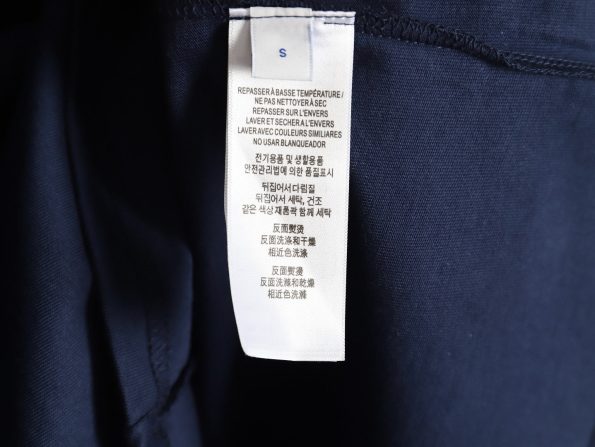 S
REPASSER À BASSE TEMPÉRATURE /
NE PAS NETTOYER À SEC
REPASSER SUR L'ENVERS
LAVER ET SECHER A L'ENVERS
LAVER AVEC COULEURS SIMILIARES
NO USAR BLANQUEADOR
전기용품 및 생활용품
안전관리법에 의한 품질표시
뒤집어서 다림질
뒤집어서 세탁, 건조
같은 색상 제품팍 함께 세탁
反面熨烫
反面洗涤和干燥
相近色洗涤
反面熨燙
反面洗滌和乾燥
相近色洗滌